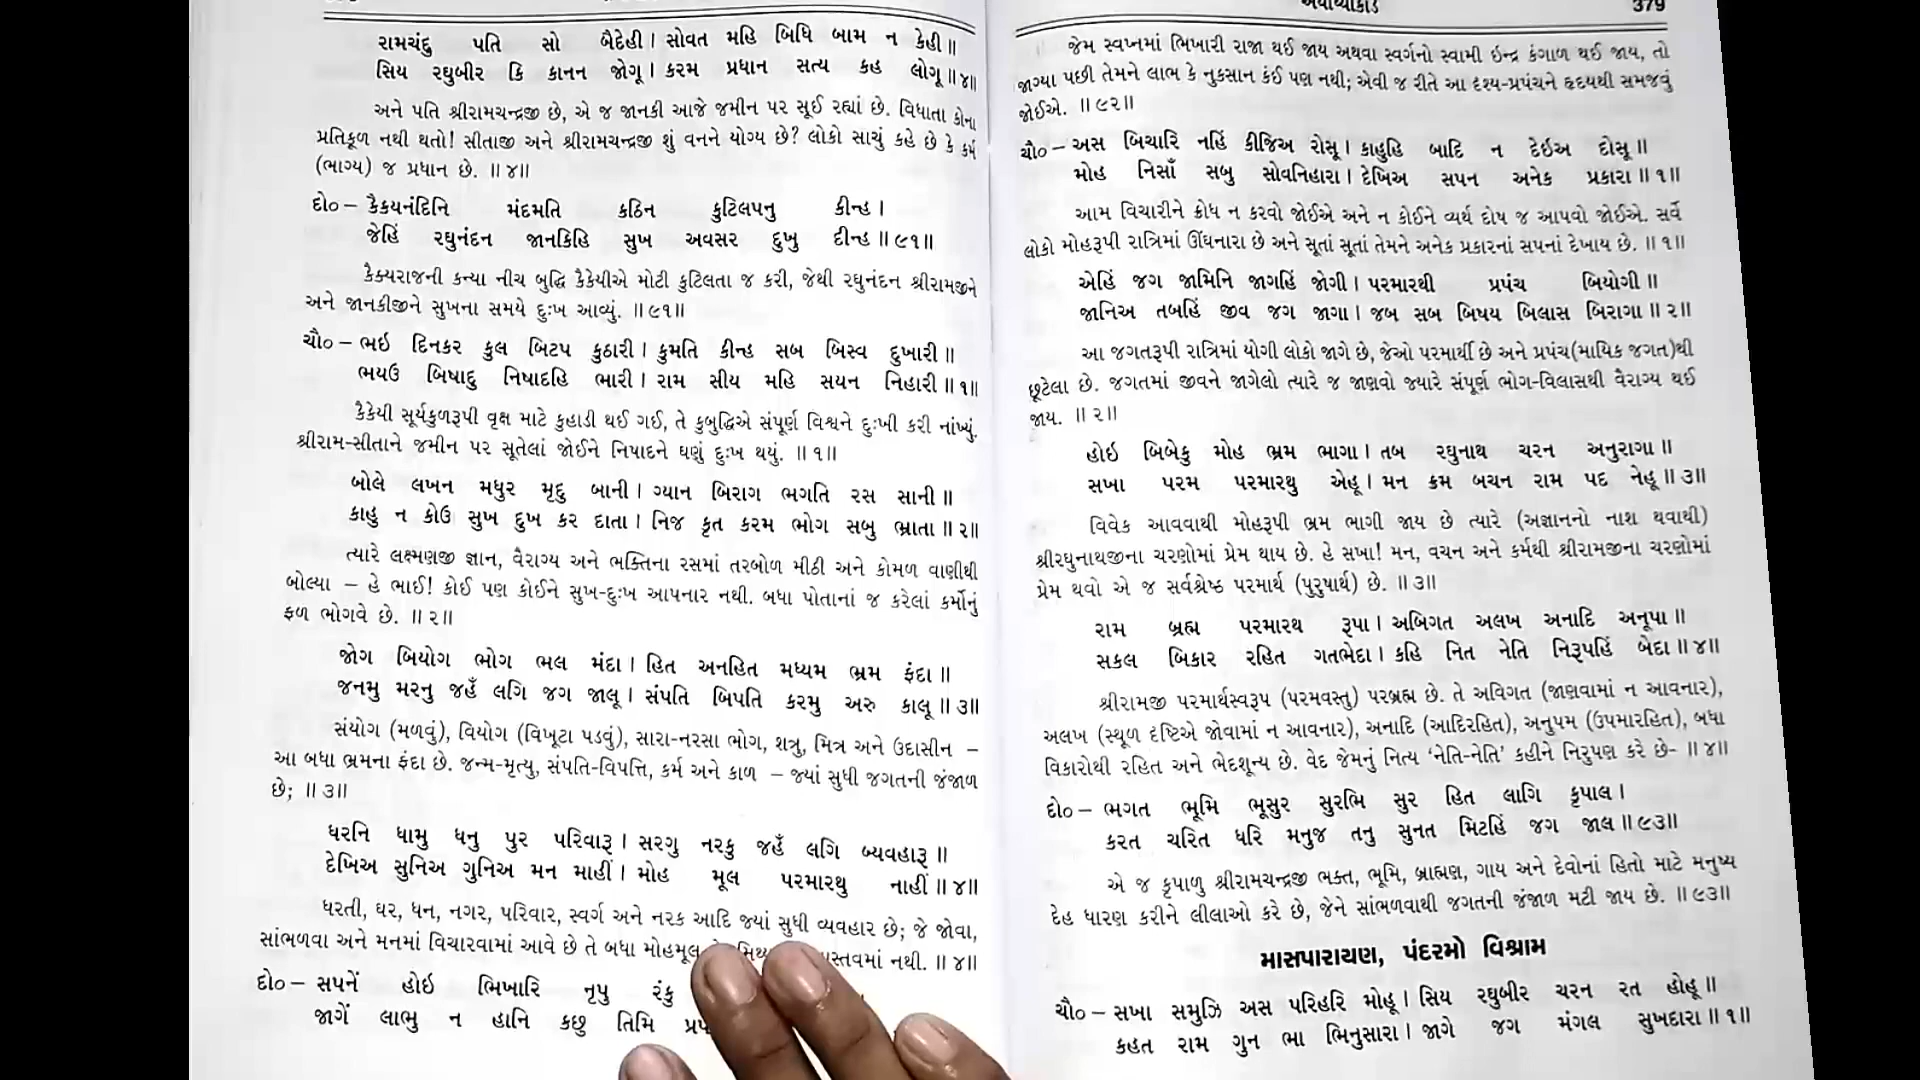 રામચંદુ પતિ સો બૈદેહી। સોવત મહિ બિધિ બામ ન કેહી॥
સિય રઘુબીર કિ કાનન જોગૂ। કરમ પ્રધાન સત્ય કહ લોગૂ॥૪॥
અને પતિ શ્રીરામચન્દ્રજી છે, એ જ જાનકી આજે જમીન પર સૂઈ રહ્યાં છે. વિધાતા કોના
પ્રતિકૂળ નથી થતો! સીતાજી અને શ્રીરામચન્દ્રજી શું વનને યોગ્ય છે? લોકો સાચું કહે છે કે કર્મ
(ભાગ્ય) જ પ્રધાન છે. ॥૪॥
દો૦ – કૈકયનંદિનિ મંદમતિ કઠિન કુટિલપનુ કીન્હ।
જેહિં રઘુનંદન જાનકિહિ સુખ અવસર દુખુ દીન્હ॥૯૧॥
કૈક્યરાજની કન્યા નીચ બુદ્ધિ કૈકેયીએ મોટી કુટિલતા જ કરી, જેથી રઘુનંદન શ્રીરામજીને
અને જાનકીજીને સુખના સમયે દુઃખ આવ્યું. ॥૯૧॥
ચૌ૦ – ભઇ દિનકર કુલ બિટપ કુઠારી। કુમતિ કીન્હ સબ બિસ્વ દુખારી॥
ભયઉ બિષાદુ નિષાદહિ ભારી। રામ સીય મહિ સયન નિહારી॥૧॥
કૈકેયી સૂર્યકુળરૂપી વૃક્ષ માટે કુહાડી થઈ ગઈ, તે કુબુદ્ધિએ સંપૂર્ણ વિશ્વને દુઃખી કરી નાંખ્યું.
શ્રીરામ-સીતાને જમીન પર સૂતેલાં જોઈને નિષાદને ઘણું દુઃખ થયું. ॥૧॥
બોલે લખન મધુર મૃદુ બાની। ગ્યાન બિરાગ ભગતિ રસ સાની॥
કાહુ ન કોઉ સુખ દુખ કર દાતા। નિજ કૃત કરમ ભોગ સબુ ભ્રાતા॥૨॥
ત્યારે લક્ષ્મણજી જ્ઞાન, વૈરાગ્ય અને ભક્તિના રસમાં તરબોળ મીઠી અને કોમળ વાણીથી
બોલ્યા – હે ભાઈ! કોઈ પણ કોઈને સુખ-દુઃખ આપનાર નથી. બધા પોતાનાં જ કરેલાં કર્મોનું
ફળ ભોગવે છે. ॥૨॥
જોગ બિયોગ ભોગ ભલ મંદા। હિત અનહિત મધ્યમ ભ્રમ ફંદા॥
જનમુ મરનુ જહઁ લગિ જગ જાલૂ। સંપતિ બિપતિ કરમુ અરુ કાલૂ॥૩॥
સંયોગ (મળવું), વિયોગ (વિખૂટા પડવું), સારા-નરસા ભોગ, શત્રુ, મિત્ર અને ઉદાસીન –
આ બધા ભ્રમના ફંદા છે. જન્મ-મૃત્યુ, સંપતિ-વિપત્તિ, કર્મ અને કાળ – જ્યાં સુધી જગતની જંજાળ
છે; ॥૩॥
ધરનિ ધામુ ધનુ પુર પરિવારૂ। સરગુ નરકુ જહઁ લગિ બ્યવહારૂ॥
દેખિઅ સુનિઅ ગુનિઅ મન માહીં। મોહ મૂલ પરમારથુ નાહીં॥૪॥
ધરતી, ઘર, ધન, નગર, પરિવાર, સ્વર્ગ અને નરક આદિ જ્યાં સુધી વ્યવહાર છે; જે જોવા,
સાંભળવા અને મનમાં વિચારવામાં આવે છે તે બધા મોહમૂલ નથી. ॥૪॥
દો૦ – સપનેં હોઇ ભિખારિ નૃપુ રંકુ
જાગેં લાભુ ન હાનિ કછુ તિમિ
અયોધ્યાકાંડ 379
જેમ સ્વપ્નમાં ભિખારી રાજા થઈ જાય અથવા સ્વર્ગનો સ્વામી ઇન્દ્ર કંગાળ થઈ જાય, તો
જાગ્યા પછી તેમને લાભ કે નુકસાન કંઈ પણ નથી; એવી જ રીતે આ દૃશ્ય-પ્રપંચને હૃદયથી સમજવું
જોઈએ. ॥૯૨॥
ચૌ૦ – અસ બિચારિ નહિં કીજિઅ રોસૂ। કાહુહિ બાદિ ન દેઇઅ દોસૂ॥
મોહ નિસાઁ સબુ સોવનિહારા। દેખિઅ સપન અનેક પ્રકારા॥૧॥
આમ વિચારીને ક્રોધ ન કરવો જોઈએ અને ન કોઈને વ્યર્થ દોષ જ આપવો જોઈએ. સર્વે
લોકો મોહરૂપી રાત્રિમાં ઊંઘનારા છે અને સૂતાં સૂતાં તેમને અનેક પ્રકારનાં સપનાં દેખાય છે. ॥૧॥
એહિં જગ જામિનિ જાગહિં જોગી। પરમારથી પ્રપંચ બિયોગી॥
જાનિઅ તબહિં જીવ જગ જાગા। જબ સબ બિષય બિલાસ બિરાગા॥૨॥
આ જગતરૂપી રાત્રિમાં યોગી લોકો જાગે છે, જેઓ પરમાર્થી છે અને પ્રપંચ(માયિક જગત)થી
છૂટેલા છે. જગતમાં જીવને જાગેલો ત્યારે જ જાણવો જ્યારે સંપૂર્ણ ભોગ-વિલાસથી વૈરાગ્ય થઈ
જાય. ॥૨॥
હોઇ બિબેકુ મોહ ભ્રમ ભાગા। તબ રઘુનાથ ચરન અનુરાગા॥
સખા પરમ પરમારથુ એહૂ। મન ક્રમ બચન રામ પદ નેહૂ॥૩॥
વિવેક આવવાથી મોહરૂપી ભ્રમ ભાગી જાય છે ત્યારે (અજ્ઞાનનો નાશ થવાથી)
શ્રીરઘુનાથજીના ચરણોમાં પ્રેમ થાય છે. હે સખા! મન, વચન અને કર્મથી શ્રીરામજીના ચરણોમાં
પ્રેમ થવો એ જ સર્વશ્રેષ્ઠ પરમાર્થ (પુરુષાર્થ) છે. ॥૩॥
રામ બ્રહ્મ પરમારથ રૂપા। અબિગત અલખ અનાદિ અનૂપા॥
સકલ બિકાર રહિત ગતભેદા। કહિ નિત નેતિ નિરૂપહિં બેદા॥૪॥
શ્રીરામજી પરમાર્થસ્વરૂપ (પરમવસ્તુ) પરબ્રહ્મ છે. તે અવિગત (જાણવામાં ન આવનાર),
અલખ (સ્થૂળ દૃષ્ટિએ જોવામાં ન આવનાર), અનાદિ (આદિરહિત), અનુપમ (ઉપમારહિત), બધા
વિકારોથી રહિત અને ભેદશૂન્ય છે. વેદ જેમનું નિત્ય ‘નેતિ-નેતિ’ કહીને નિરુપણ કરે છે- ॥૪॥
દો૦ – ભગત ભૂમિ ભૂસુર સુરભિ સુર હિત લાગિ કૃપાલ।
કરત ચરિત ધરિ મનુજ તનુ સુનત મિટહિં જગ જાલ॥૯૩॥
એ જ કૃપાળુ શ્રીરામચન્દ્રજી ભક્ત, ભૂમિ, બ્રાહ્મણ, ગાય અને દેવોનાં હિતો માટે મનુષ્ય
દેહ ધારણ કરીને લીલાઓ કરે છે, જેને સાંભળવાથી જગતની જંજાળ મટી જાય છે. ॥૯૩॥
માસપારાયણ, પંદરમો વિશ્રામ
ચૌ૦ – સખા સમુઝિ અસ પરિહરિ મોહૂ। સિય રઘુબીર ચરન રત હોહૂ॥
કહત રામ ગુન ભા ભિનુસારા। જાગે જગ મંગલ સુખદારા॥૧॥